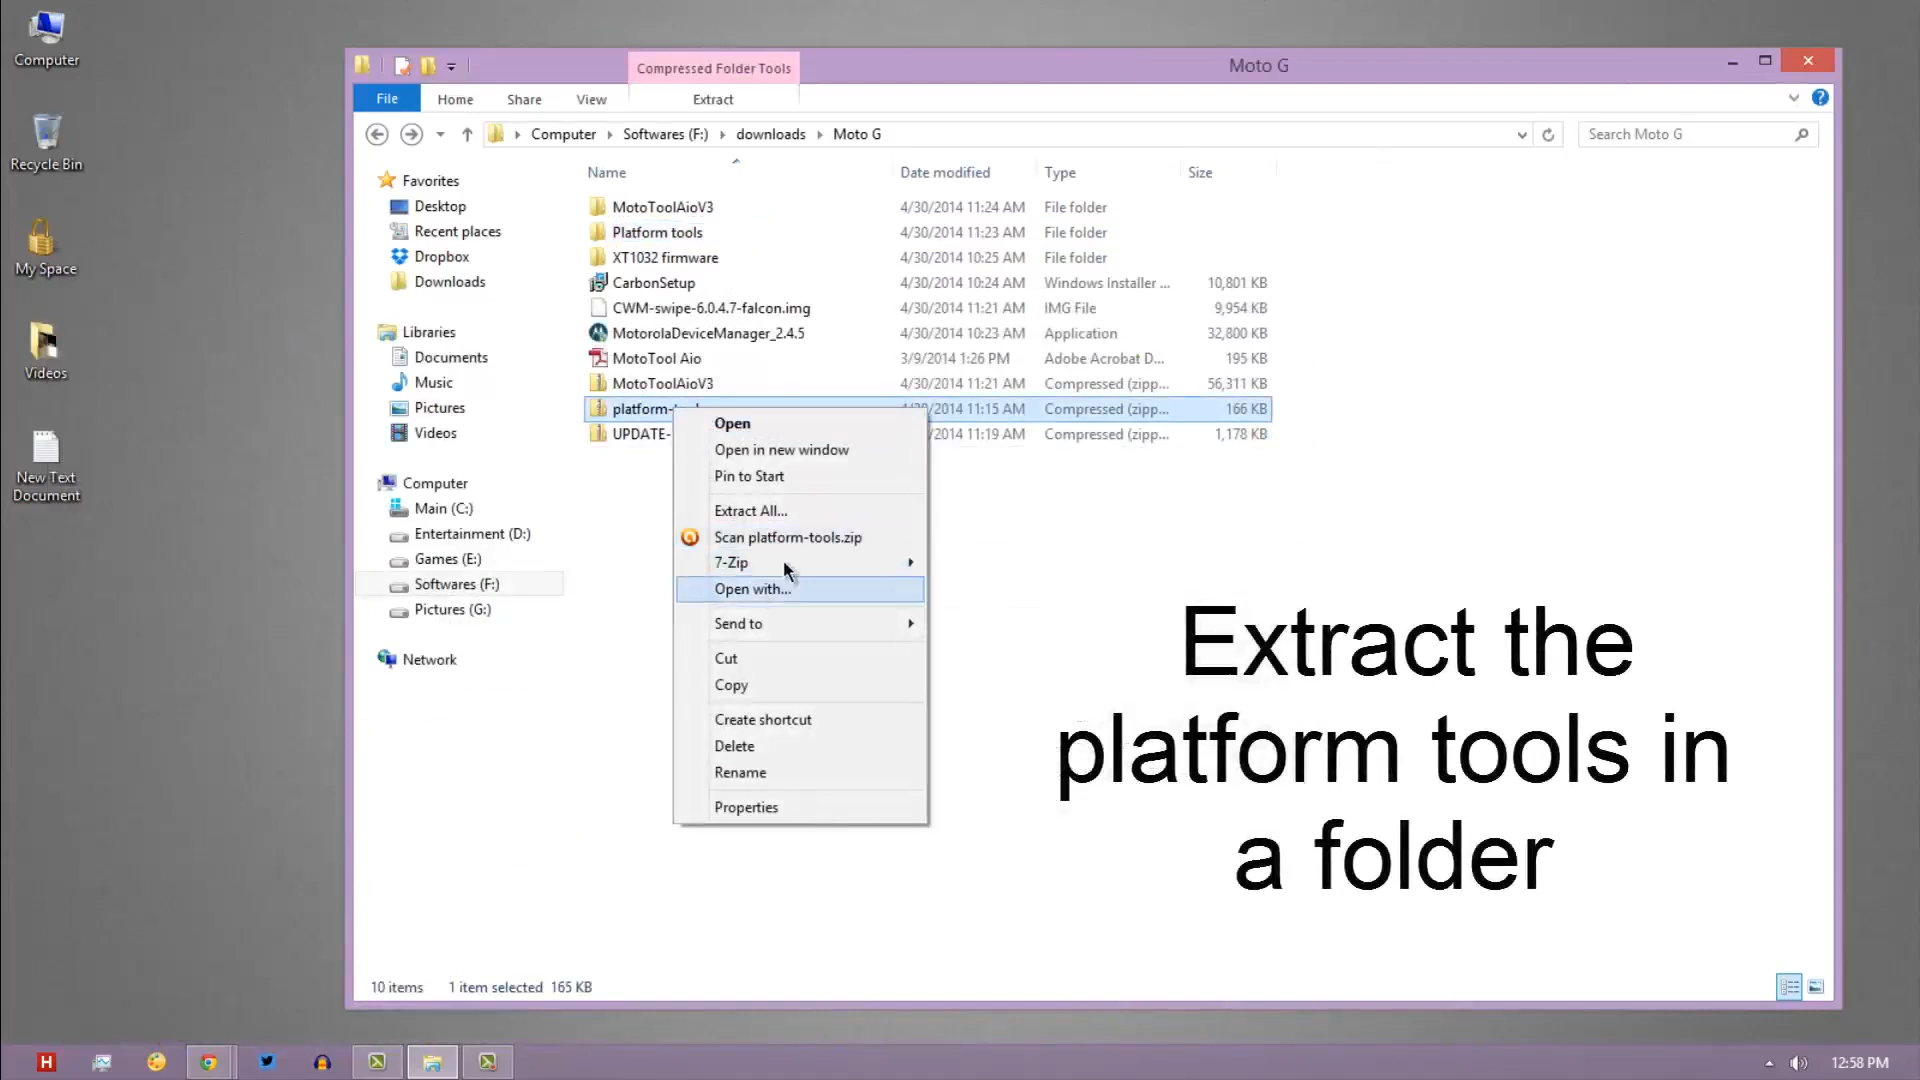 Computer
Recycle Bin
My Space
Videos
New Text
Document
Compressed Folder Tools
Moto G
File
Home
Share
View
Extract
Computer
Softwares (F:)
downloads
Moto G
Search Moto G
Name
Date modified
Type
Size
Favorites
Desktop
Recent places
Dropbox
Downloads
Libraries
Documents
Music
Pictures
Videos
Computer
Main (C:)
Entertainment (D:)
Games (E:)
Softwares (F:)
Pictures (G:)
Network
MotoToolAioV3 4/30/2014 11:24 AM File folder
Platform tools 4/30/2014 11:23 AM File folder
XT1032 firmware 4/30/2014 10:25 AM File folder
CarbonSetup 4/30/2014 10:24 AM Windows Installer ... 10,801 KB
CWM-swipe-6.0.4.7-falcon.img 4/30/2014 11:21 AM IMG File 9,954 KB
MotorolaDeviceManager_2.4.5 4/30/2014 10:23 AM Application 32,800 KB
MotoTool Aio 3/9/2014 1:26 PM Adobe Acrobat D... 195 KB
MotoToolAioV3 4/30/2014 11:21 AM Compressed (zipp... 56,311 KB
platform- /2014 11:15 AM Compressed (zipp... 166 KB
UPDATE- /2014 11:19 AM Compressed (zipp... 1,178 KB
Open
Open in new window
Pin to Start
Extract All...
Scan platform-tools.zip
7-Zip
Open with...
Send to
Cut
Copy
Create shortcut
Delete
Rename
Properties
Extract the
platform tools in
a folder
10 items 1 item selected 165 KB
H
12:58 PM